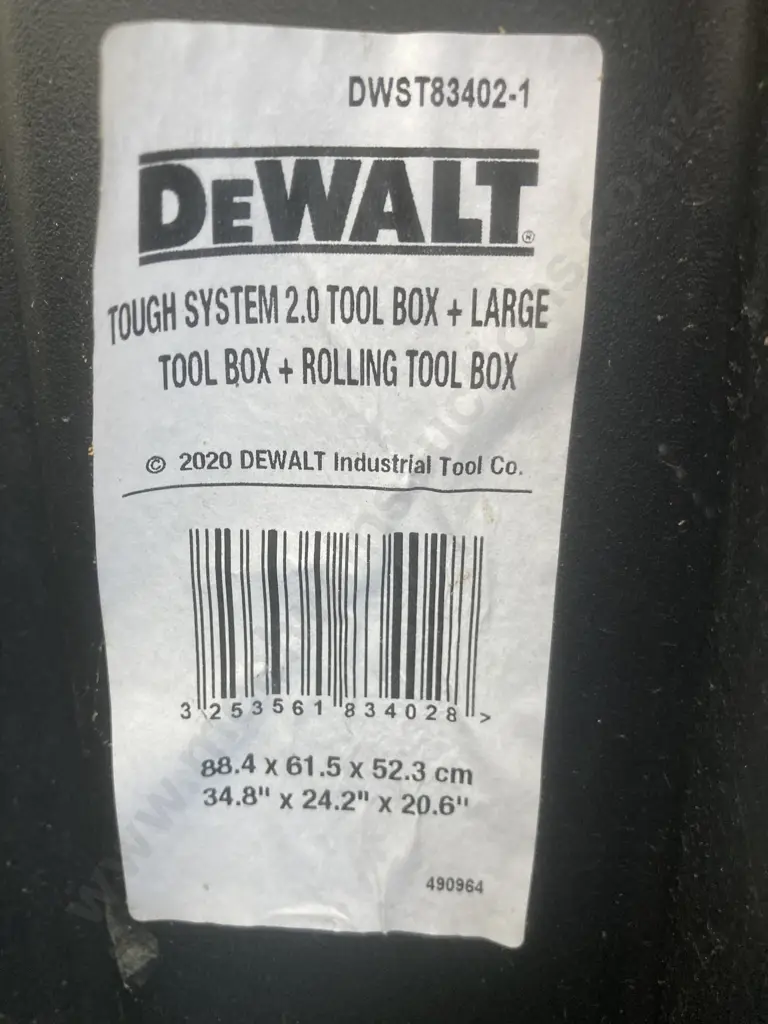 DWST83402-1
DEWALT®
TOUGH SYSTEM 2.0 TOOL BOX + LARGE
TOOL BOX + ROLLING TOOL BOX
© 2020 DEWALT Industrial Tool Co.
3 253561 834028 >
88.4 x 61.5 x 52.3 cm
34.8" x 24.2" x 20.6"
490964